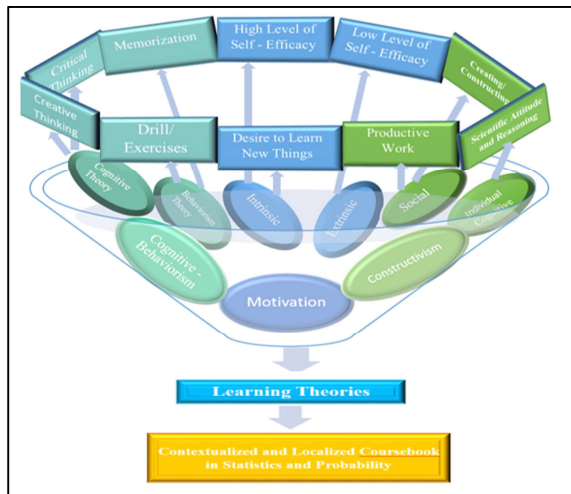 Critical
Thinking
Memorization
High Level of
Self - Efficacy
Low Level of
Self - Efficacy
Creating/
Constructing
Creative
Thinking
Drill/
Exercises
Desire to Learn
New Things
Productive
Work
Scientific Attitude
and Reasoning
Cognitive
Theory
Behaviorism
Theory
Intrinsic
Extrinsic
Social
Individual
Cognitive
Cognitive -
Behaviorism
Motivation
Constructivism
Learning Theories
Contextualized and Localized Coursebook
in Statistics and Probability